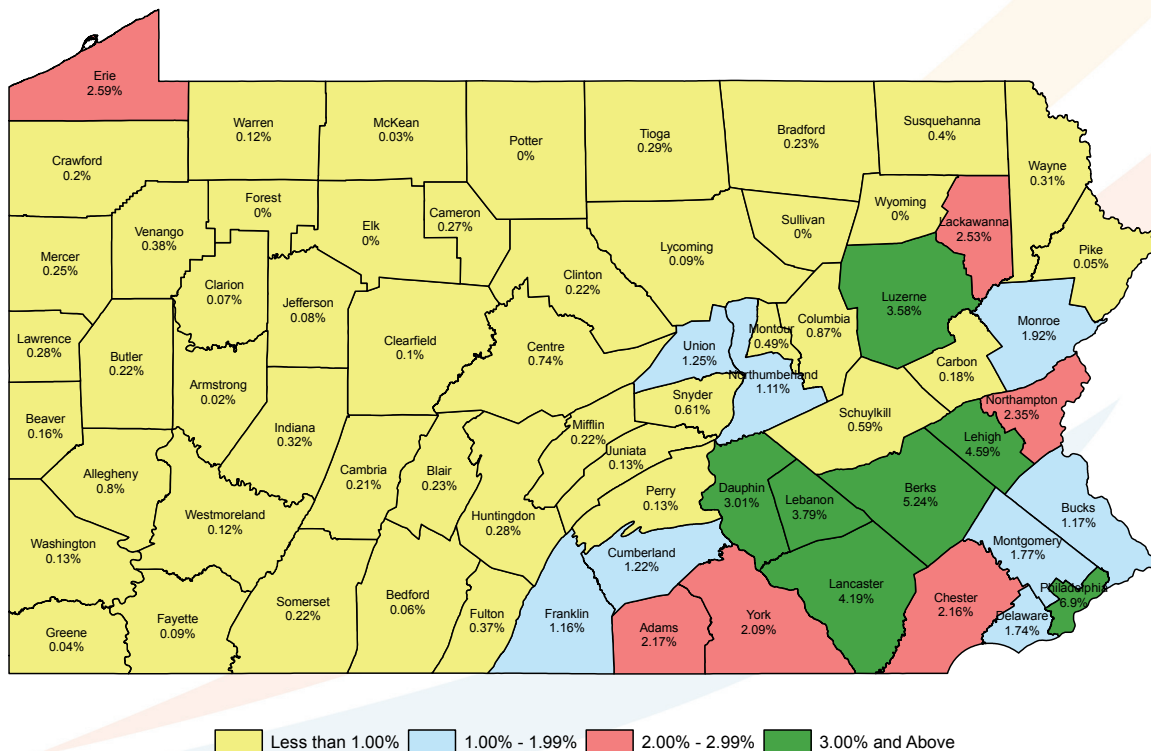 Erie
2.59%
Warren
0.12%
McKean
0.03%
Potter
0%
Tioga
0.29%
Bradford
0.23%
Susquehanna
0.4%
Wayne
0.31%
Crawford
0.2%
Forest
0%
Elk
0%
Cameron
0.27%
Sullivan
0%
Wyoming
0%
Lackawanna
2.53%
Pike
0.05%
Mercer
0.25%
Venango
0.38%
Clarion
0.07%
Jefferson
0.08%
Clinton
0.22%
Lycoming
0.09%
Luzerne
3.58%
Columbia
0.87%
Montour
0.49%
Monroe
1.92%
Lawrence
0.28%
Butler
0.22%
Clearfield
0.1%
Centre
0.74%
Union
1.25%
Northumberland
1.11%
Carbon
0.18%
Armstrong
0.02%
Snyder
0.61%
Schuylkill
0.59%
Northampton
2.35%
Beaver
0.16%
Indiana
0.32%
Mifflin
0.22%
Juniata
0.13%
Lehigh
4.59%
Allegheny
0.8%
Cambria
0.21%
Blair
0.23%
Perry
0.13%
Dauphin
3.01%
Lebanon
3.79%
Berks
5.24%
Bucks
1.17%
Westmoreland
0.12%
Huntingdon
0.28%
Washington
0.13%
Cumberland
1.22%
Montgomery
1.77%
Lancaster
4.19%
Chester
2.16%
Philadelphia
6.9%
Greene
0.04%
Fayette
0.09%
Somerset
0.22%
Bedford
0.06%
Fulton
0.37%
Franklin
1.16%
Adams
2.17%
York
2.09%
Delaware
1.74%
Less than 1.00%
1.00% - 1.99%
2.00% - 2.99%
3.00% and Above